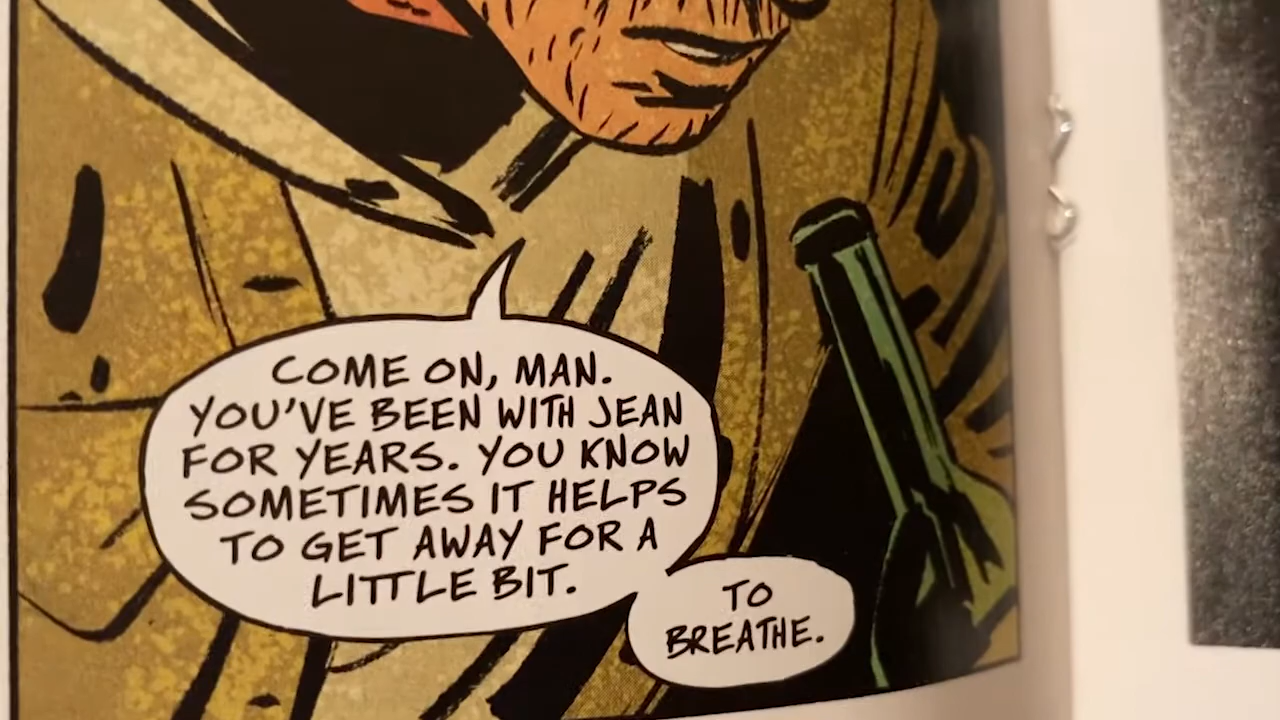 COME ON, MAN.
YOU'VE BEEN WITH JEAN
FOR YEARS. YOU KNOW
SOMETIMES IT HELPS
TO GET AWAY FOR A
LITTLE BIT.
TO
BREATHE.